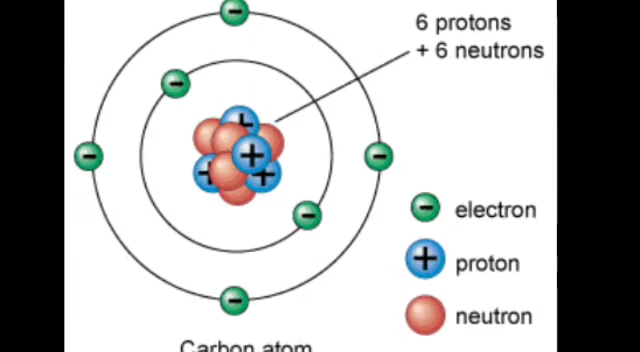 6 protons
+ 6 neutrons
electron
proton
neutron
Carbon atom